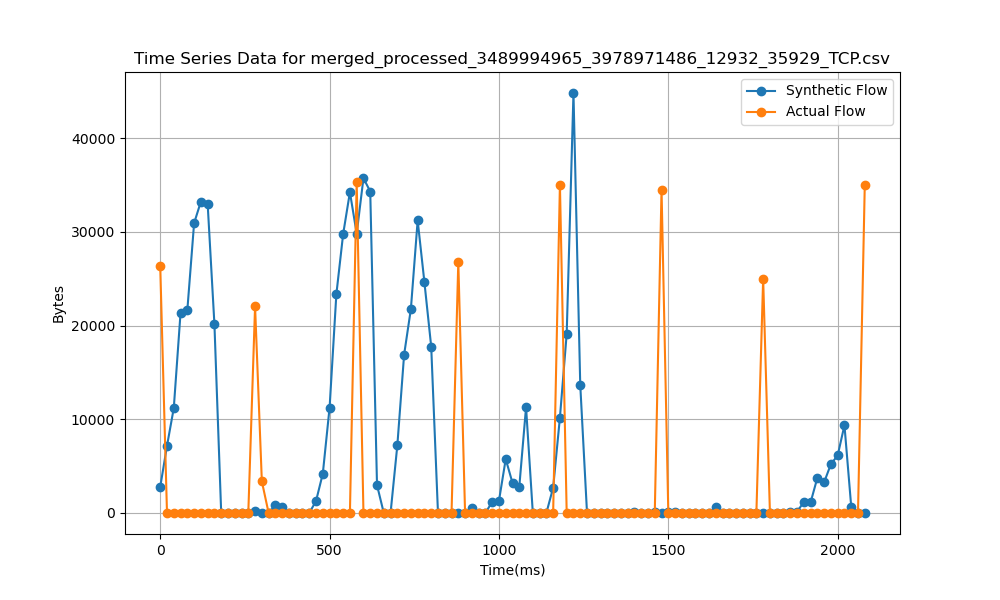 Time Series Data for merged_processed_3489994965_3978971486_12932_35929_TCP.csv
Synthetic Flow
Actual Flow
40000
30000
20000
10000
0
Bytes
0 500 1000 1500 2000
Time(ms)